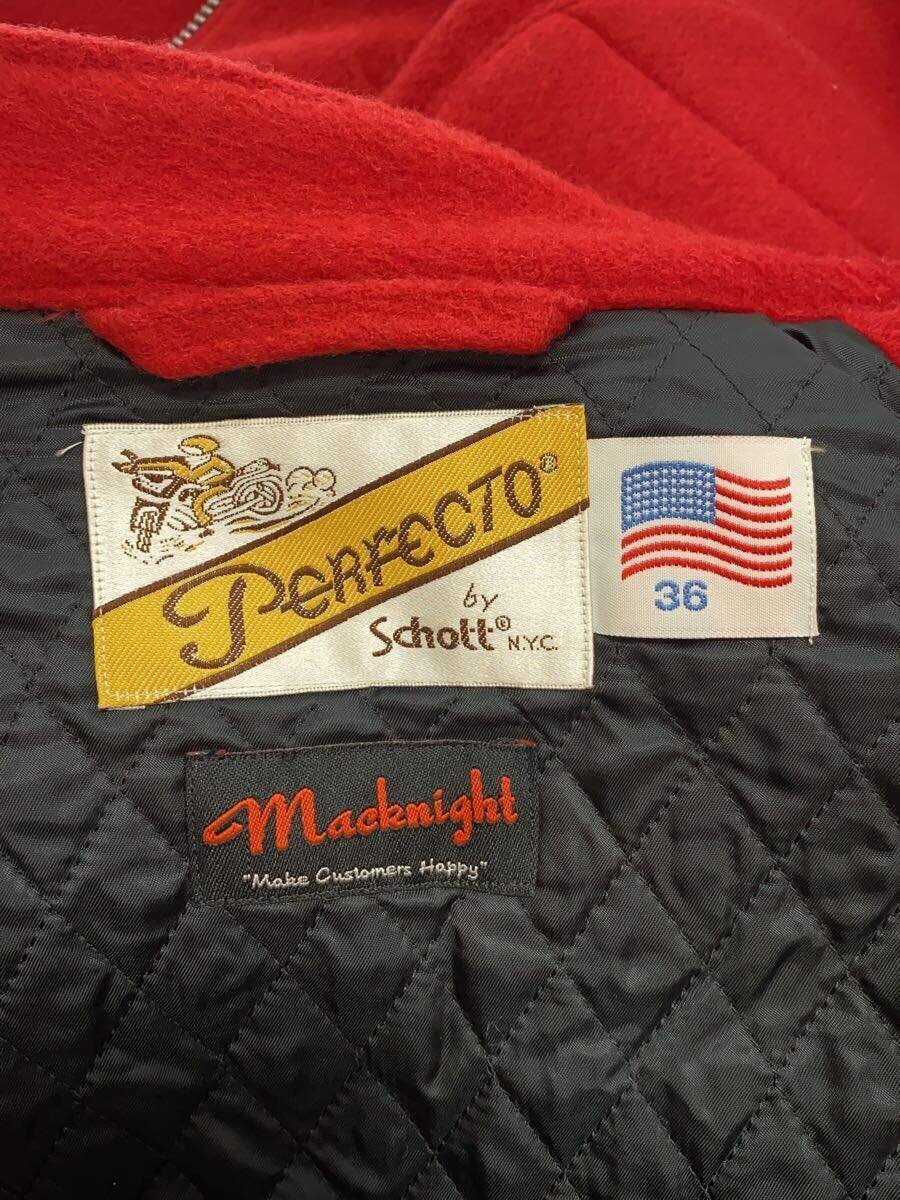 PERFECTO®
by
Schott® N.Y.C.
36
Macknight
"Make Customers Happy"